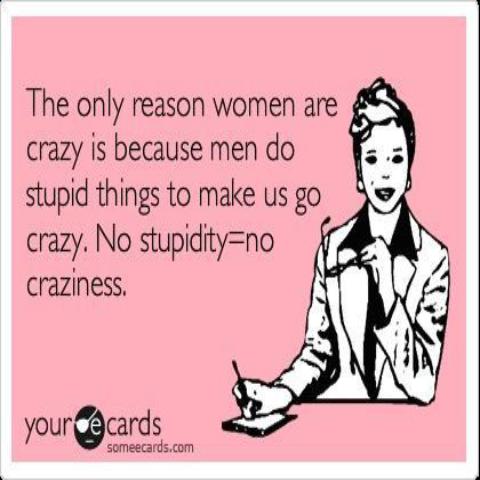 The only reason women are
crazy is because men do
stupid things to make us go
crazy. No stupidity=no
craziness.
your e cards
someecards.com